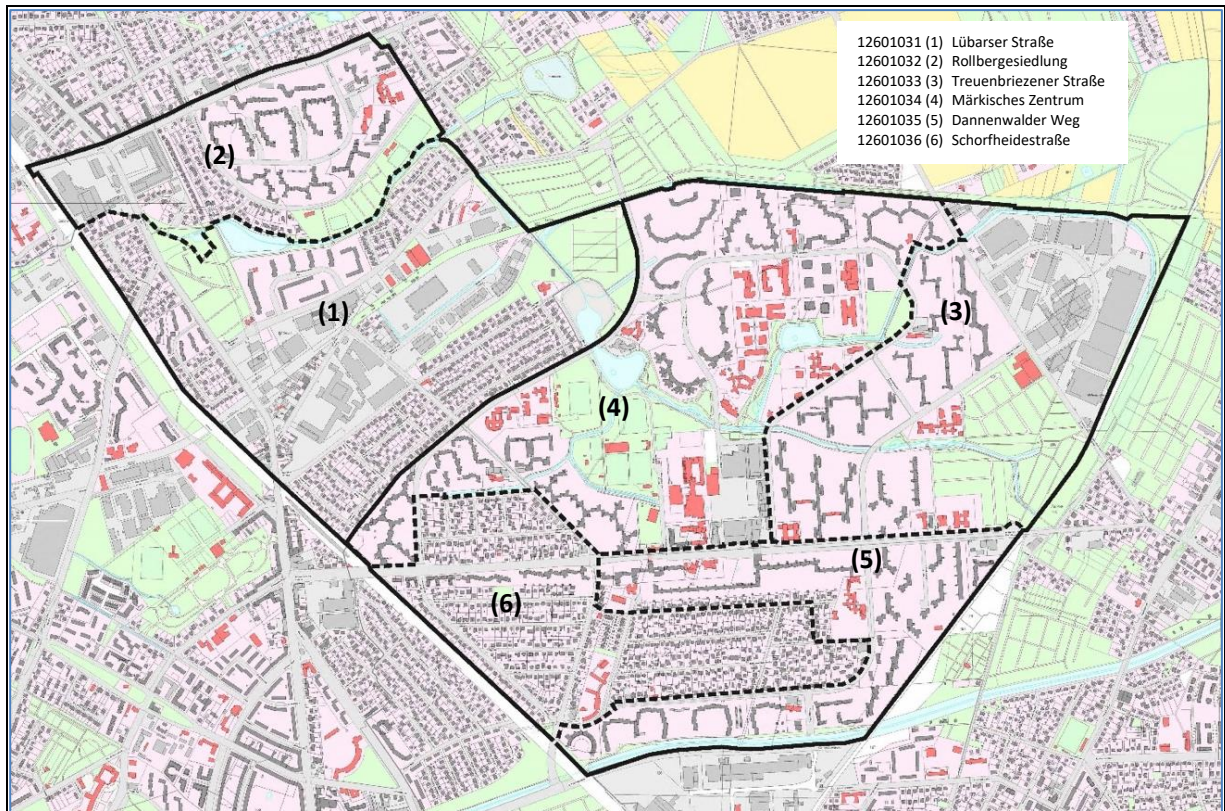 12601031 (1) Lübarser Straße
12601032 (2) Rollbergesiedlung
12601033 (3) Treuenbriezener Straße
12601034 (4) Märkisches Zentrum
12601035 (5) Dannenwalder Weg
12601036 (6) Schorfheidestraße
(2)
(1)
(3)
(4)
(5)
(6)